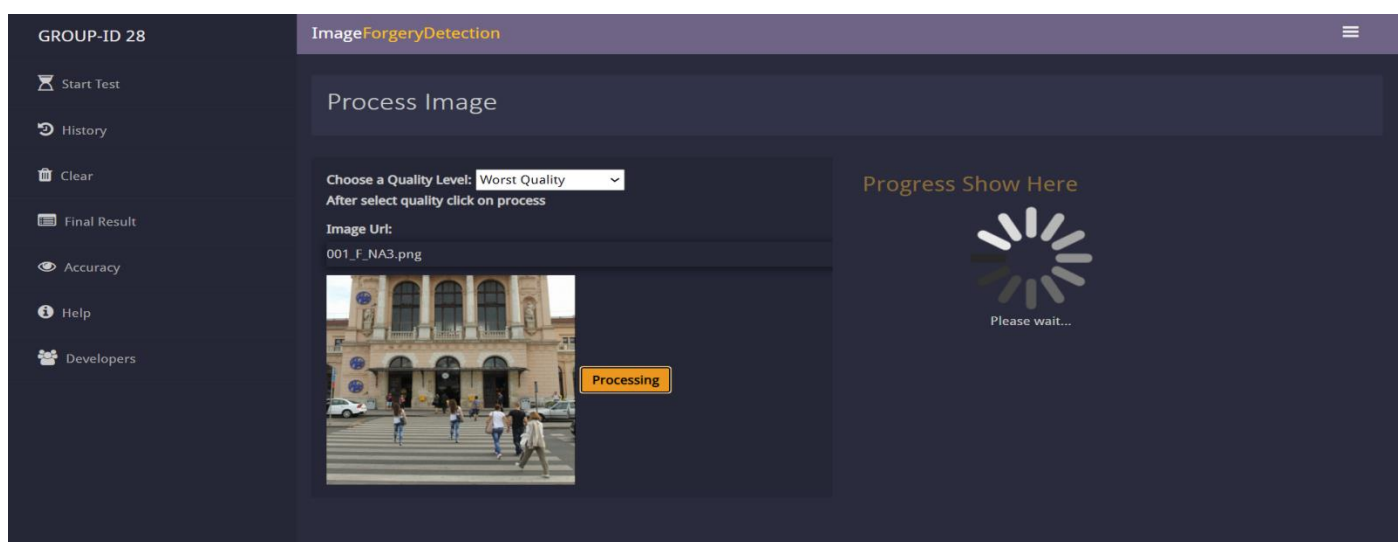 GROUP-ID 28
Start Test
History
Clear
Final Result
Accuracy
Help
Developers
ImageForgeryDetection
Process Image
Choose a Quality Level: Worst Quality
After select quality click on process
Image Url:
001_F_NA3.png
Processing
Progress Show Here
Please wait...